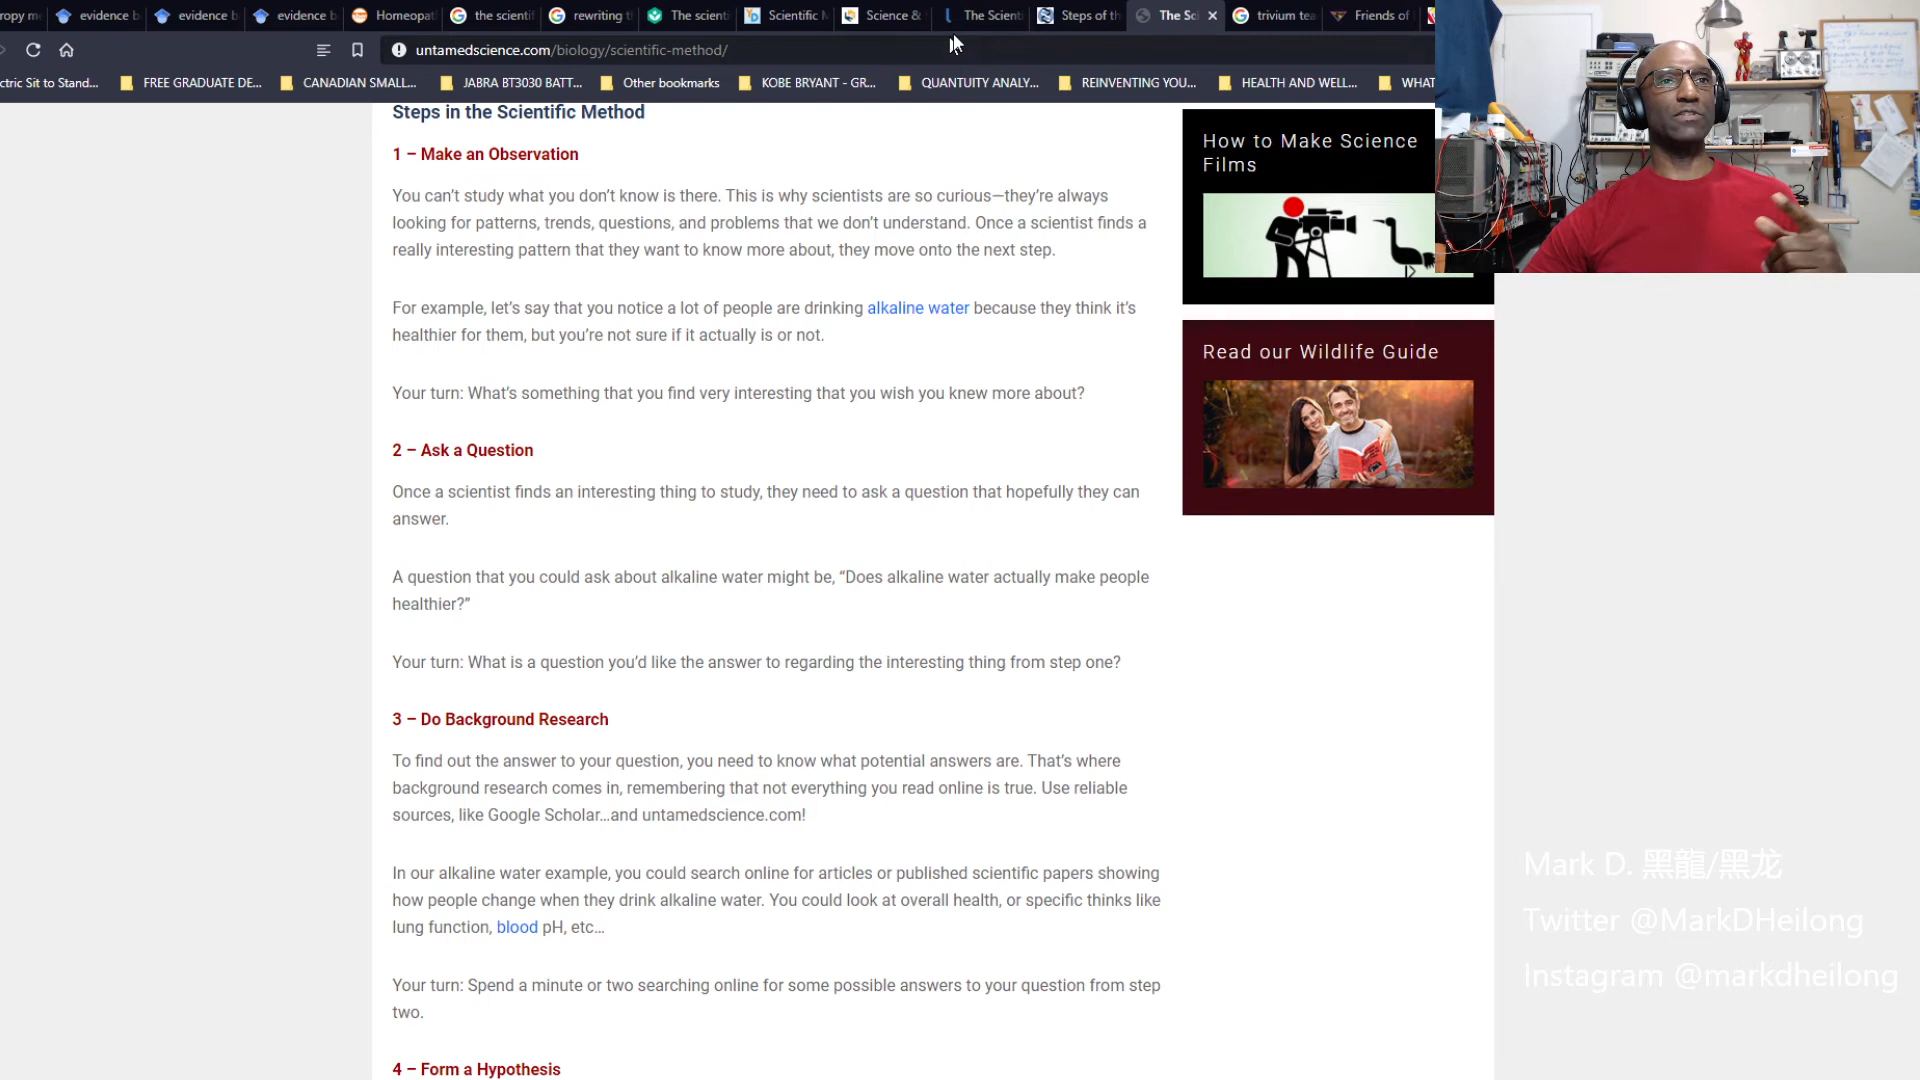 ropy me
evidence b
evidence b
evidence b
Homeopat
the scientif
rewriting t
The scient
Scientific M
Science &
The Scient
Steps of th
The Sc
trivium tea
Friends of
untamedscience.com/biology/scientific-method/
ctric Sit to Stand...
FREE GRADUATE DE...
CANADIAN SMALL...
JABRA BT3030 BATT...
Other bookmarks
KOBE BRYANT - GR...
QUANTUITY ANALY...
REINVENTING YOU...
HEALTH AND WELL...
WHAT
Steps in the Scientific Method
1 – Make an Observation
You can’t study what you don’t know is there. This is why scientists are so curious—they’re always
looking for patterns, trends, questions, and problems that we don’t understand. Once a scientist finds a
really interesting pattern that they want to know more about, they move onto the next step.
For example, let’s say that you notice a lot of people are drinking alkaline water because they think it’s
healthier for them, but you’re not sure if it actually is or not.
Your turn: What’s something that you find very interesting that you wish you knew more about?
2 – Ask a Question
Once a scientist finds an interesting thing to study, they need to ask a question that hopefully they can
answer.
A question that you could ask about alkaline water might be, “Does alkaline water actually make people
healthier?”
Your turn: What is a question you’d like the answer to regarding the interesting thing from step one?
3 – Do Background Research
To find out the answer to your question, you need to know what potential answers are. That’s where
background research comes in, remembering that not everything you read online is true. Use reliable
sources, like Google Scholar…and untamedscience.com!
In our alkaline water example, you could search online for articles or published scientific papers showing
how people change when they drink alkaline water. You could look at overall health, or specific thinks like
lung function, blood pH, etc…
Your turn: Spend a minute or two searching online for some possible answers to your question from step
two.
4 – Form a Hypothesis
How to Make Science
Films
Read our Wildlife Guide
Mark D. 黑龍/黑龙
Twitter @MarkDHeilong
Instagram @markdheilong